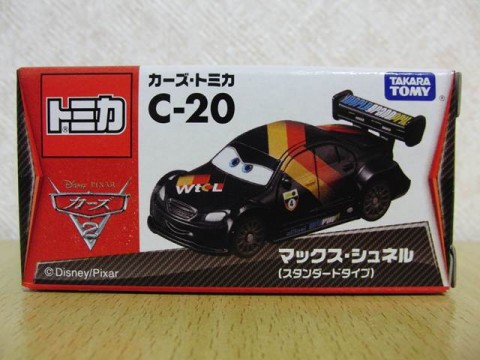 カーズ・トミカ
C-20
TAKARA TOMY
トミカ
®
Disney·PIXAR
カーズ
2
WTCL
4
マックス・シュネル
(スタンダードタイプ)
©Disney/Pixar